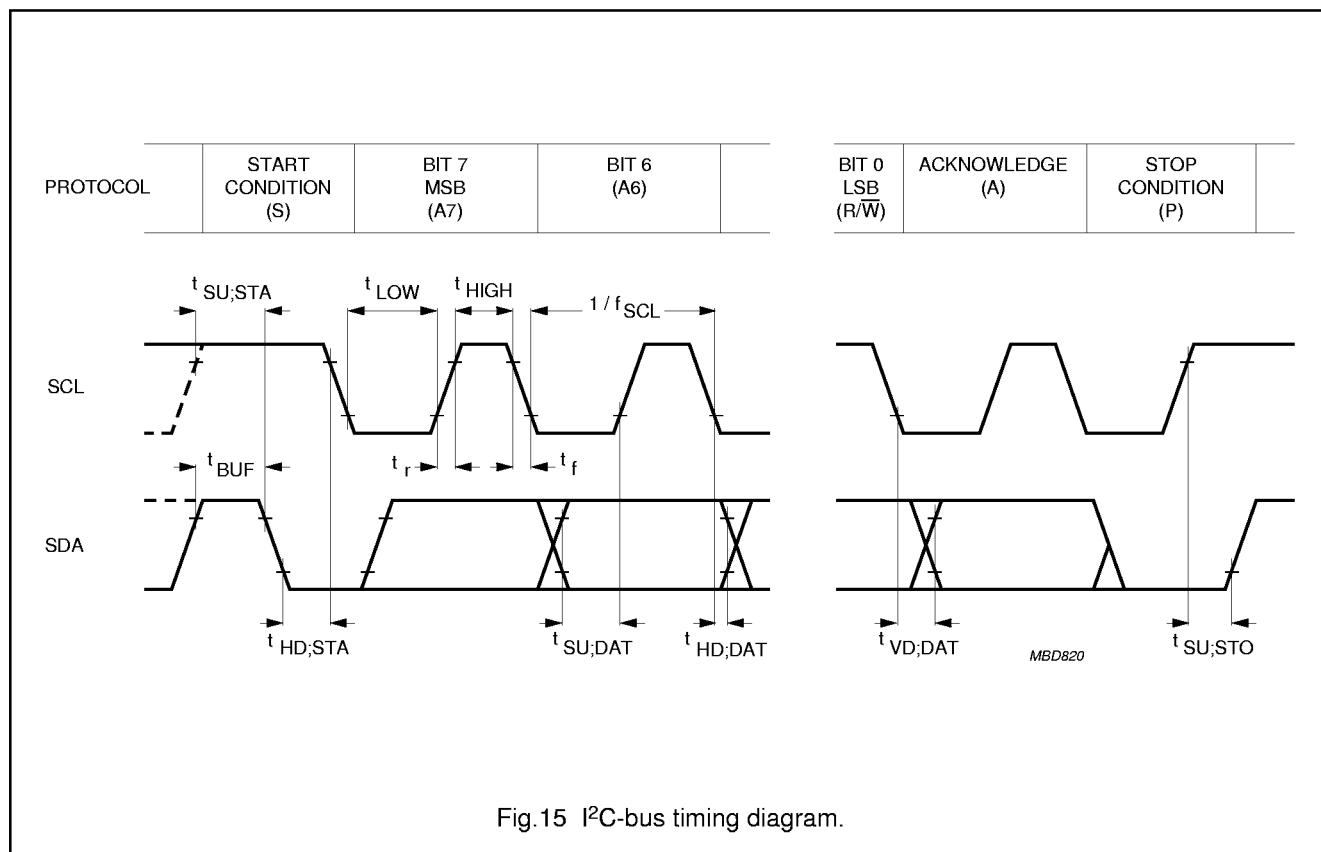 PROTOCOL
START
CONDITION
(S)
BIT 7
MSB
(A7)
BIT 6
(A6)
BIT 0
LSB
(R/W̅)
ACKNOWLEDGE
(A)
STOP
CONDITION
(P)
t SU;STA
t LOW
t HIGH
1 / f SCL
SCL
t BUF
t r
t f
SDA
t HD;STA
t SU;DAT
t HD;DAT
t VD;DAT
MBD820
t SU;STO
Fig.15 I²C-bus timing diagram.